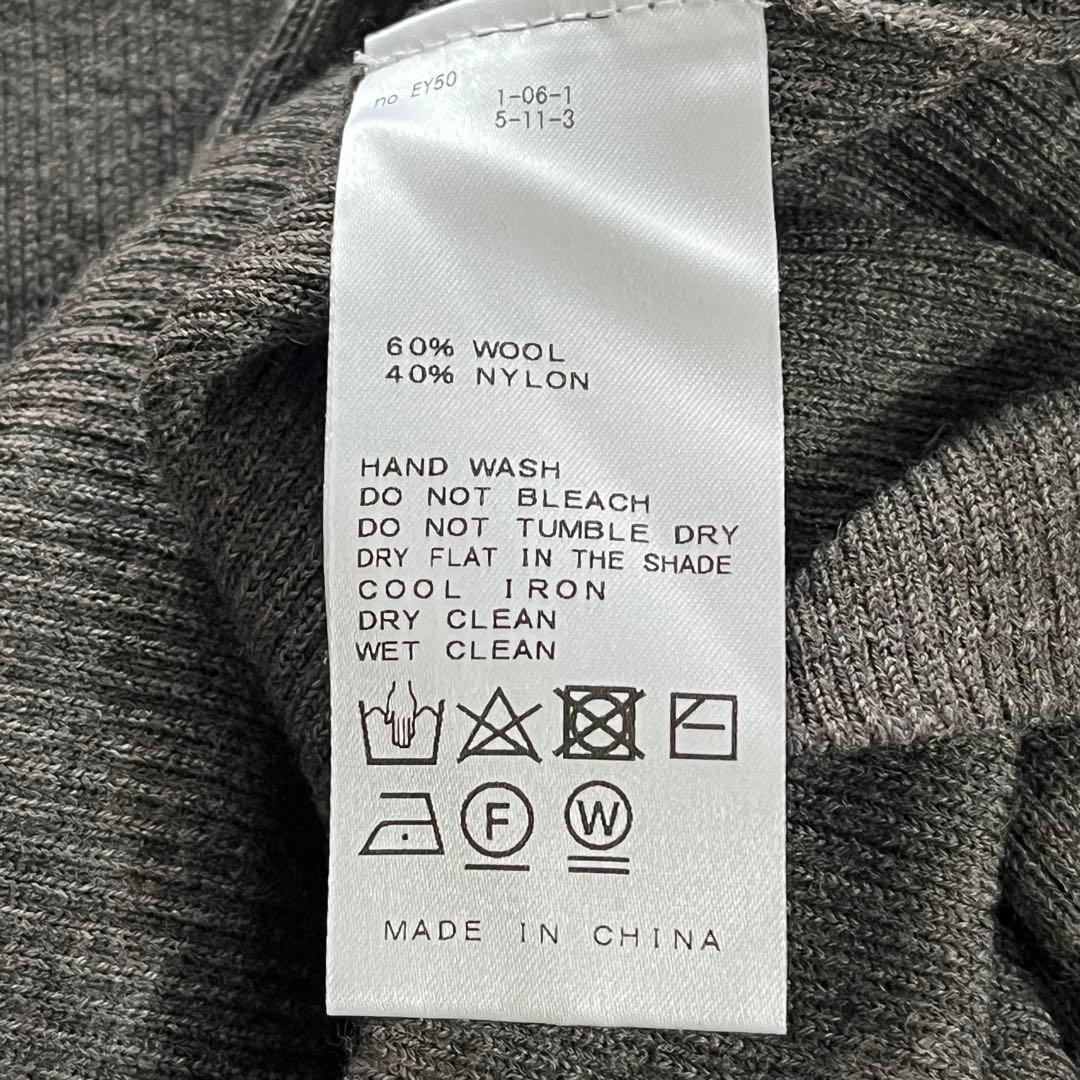 no EY50
1-06-1
5-11-3
60% WOOL
40% NYLON
HAND WASH
DO NOT BLEACH
DO NOT TUMBLE DRY
DRY FLAT IN THE SHADE
COOL IRON
DRY CLEAN
WET CLEAN
F W
MADE IN CHINA